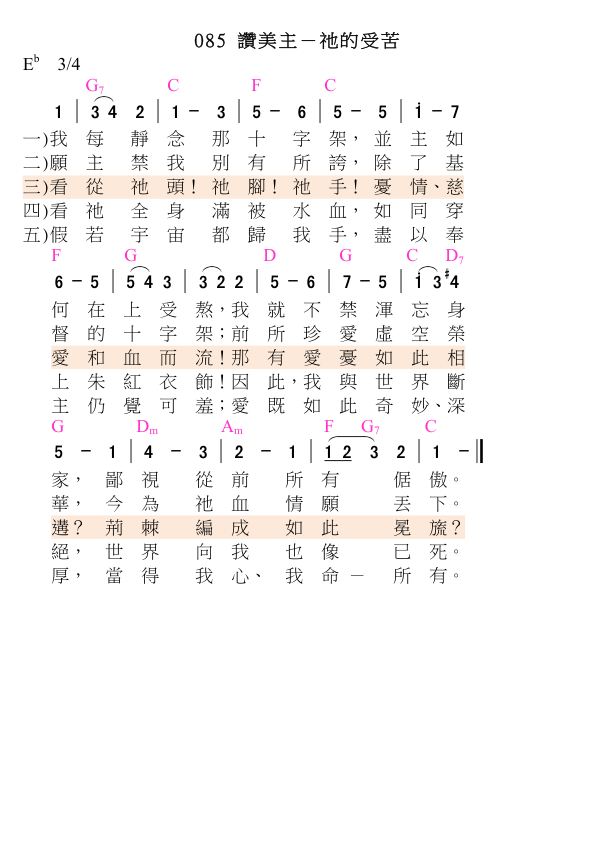 085 讚美主－祂的受苦
E♭ 3/4
G7 C F C
1 | 3 4 2 | 1 － 3 | 5 － 6 | 5 － 5 | i － 7
一)我 每 靜 念 那 十 字 架，並 主 如
二)願 主 禁 我 別 有 所 誇，除 了 基
三)看 從 祂 頭！祂 腳！祂 手！憂 情、慈
四)看 祂 全 身 滿 被 水 血，如 同 穿
五)假 若 宇 宙 都 歸 我 手，盡 以 奉
F G D G C D7
6 － 5 | 5 4 3 | 3 2 2 | 5 － 6 | 7 － 5 | i 3 #4
何 在 上 受 熬，我 就 不 禁 渾 忘 身
督 的 十 字 架；前 所 珍 愛 虛 空 榮
愛 和 血 而 流！那 有 愛 憂 如 此 相
上 朱 紅 衣 飾！因 此，我 與 世 界 斷
主 仍 覺 可 羞；愛 既 如 此 奇 妙、深
G Dm Am F G7 C
5 － 1 | 4 － 3 | 2 － 1 | 1 2 3 2 | 1 － ‖
家， 鄙 視 從 前 所 有 倨 傲。
華， 今 為 祂 血 情 願 丟 下。
遘？ 荊 棘 編 成 如 此 冕 旒？
絕， 世 界 向 我 也 像 已 死。
厚， 當 得 我 心、 我 命 － 所 有。